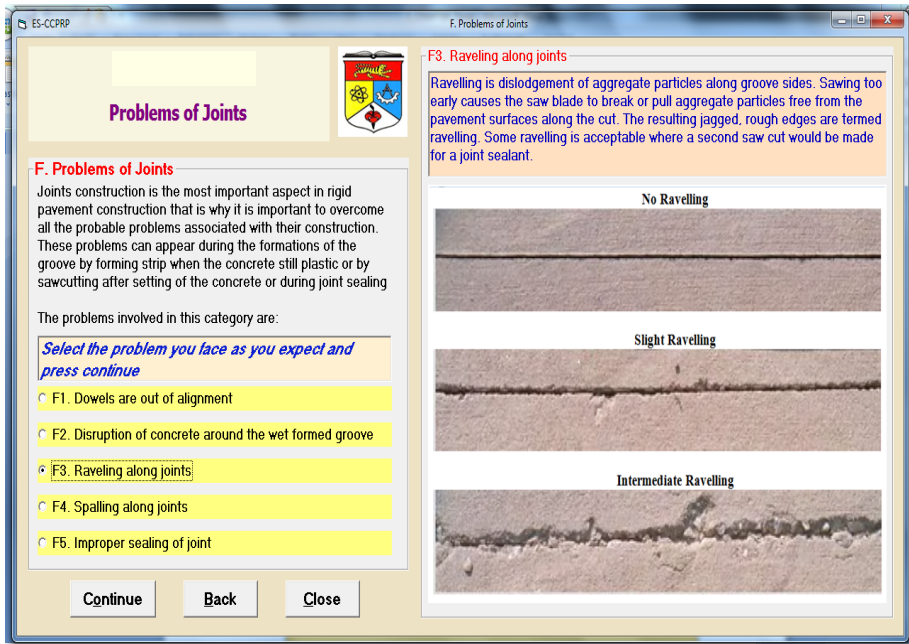 ES-CCPRP
F. Problems of Joints
Problems of Joints
F. Problems of Joints
Joints construction is the most important aspect in rigid
pavement construction that is why it is important to overcome
all the probable problems associated with their construction.
These problems can appear during the formations of the
groove by forming strip when the concrete still plastic or by
sawcutting after setting of the concrete or during joint sealing
The problems involved in this category are:
Select the problem you face as you expect and
press continue
F1. Dowels are out of alignment
F2. Disruption of concrete around the wet formed groove
F3. Raveling along joints
F4. Spalling along joints
F5. Improper sealing of joint
Continue
Back
Close
F3. Raveling along joints
Ravelling is dislodgement of aggregate particles along groove sides. Sawing too
early causes the saw blade to break or pull aggregate particles free from the
pavement surfaces along the cut. The resulting jagged, rough edges are termed
ravelling. Some ravelling is acceptable where a second saw cut would be made
for a joint sealant.
No Ravelling
Slight Ravelling
Intermediate Ravelling